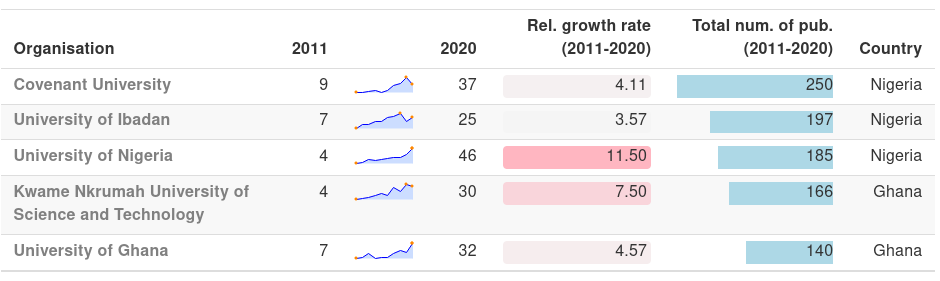 Rel. growth rate Total num. of pub.
Organisation 2011 2020 (2011-2020) (2011-2020) Country
Covenant University 9 37 4.11 250 Nigeria
University of Ibadan 7 25 3.57 197 Nigeria
University of Nigeria 4 46 11.50 185 Nigeria
Kwame Nkrumah University of 4 30 7.50 166 Ghana
Science and Technology
University of Ghana 7 32 4.57 140 Ghana